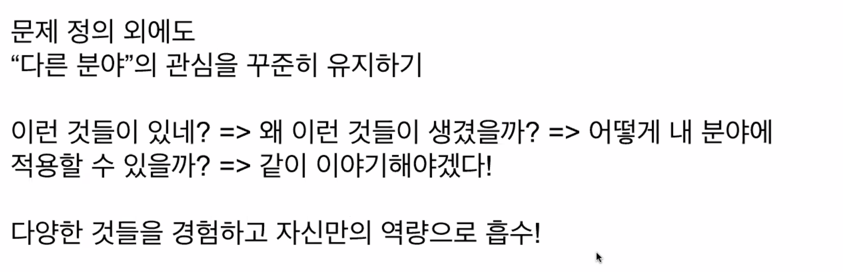 문제 정의 외에도
“다른 분야”의 관심을 꾸준히 유지하기
이런 것들이 있네? => 왜 이런 것들이 생겼을까? => 어떻게 내 분야에
적용할 수 있을까? => 같이 이야기해야겠다!
다양한 것들을 경험하고 자신만의 역량으로 흡수!